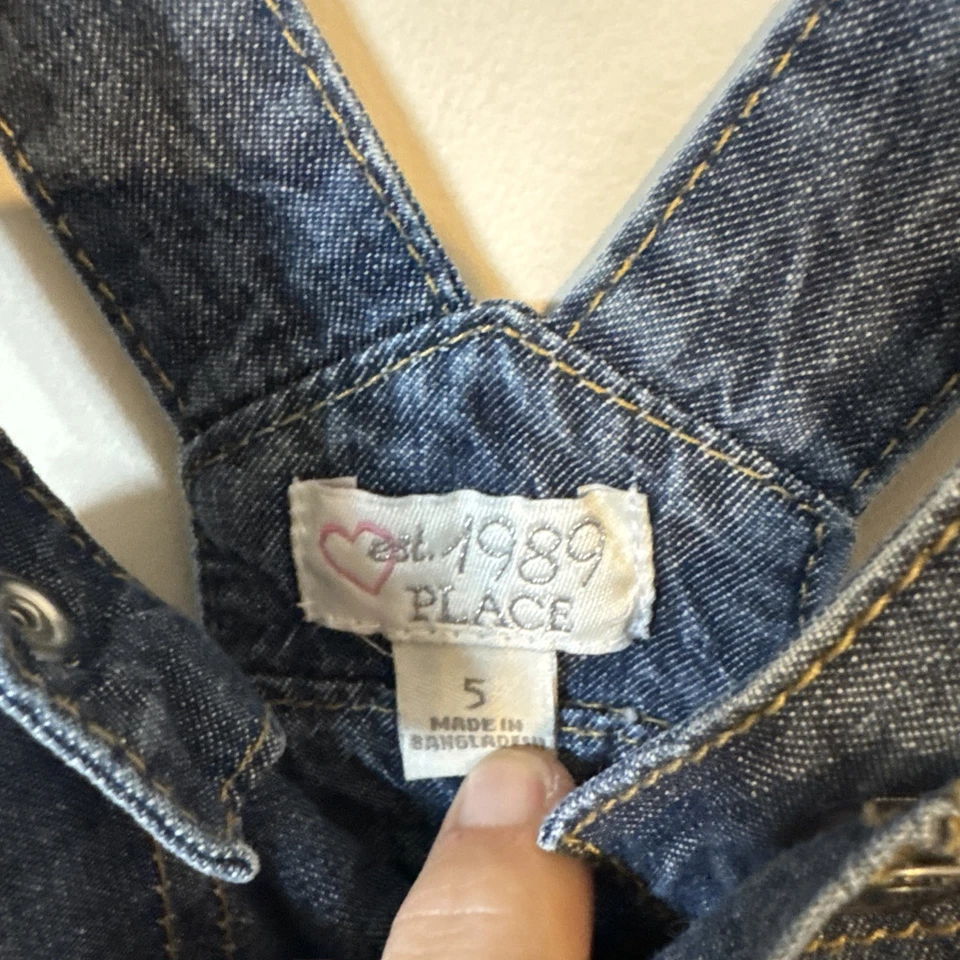 est. 1989
PLACE
5
MADE IN
BANGLADESH